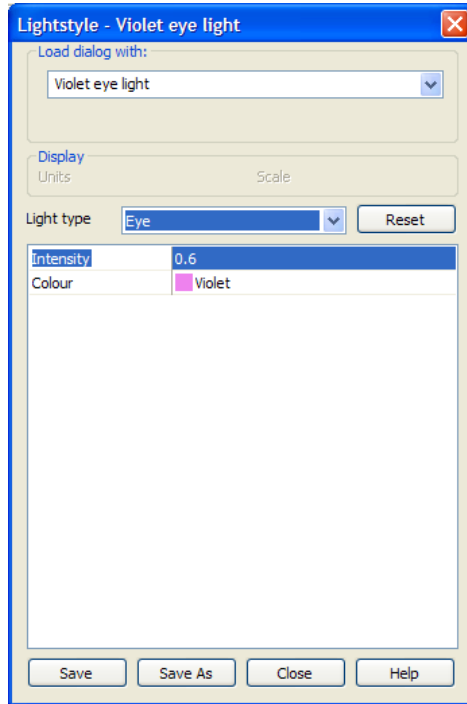 Lightstyle - Violet eye light
Load dialog with:
Violet eye light
Display
Units Scale
Light type Eye Reset
Intensity 0.6
Colour Violet
Save Save As Close Help